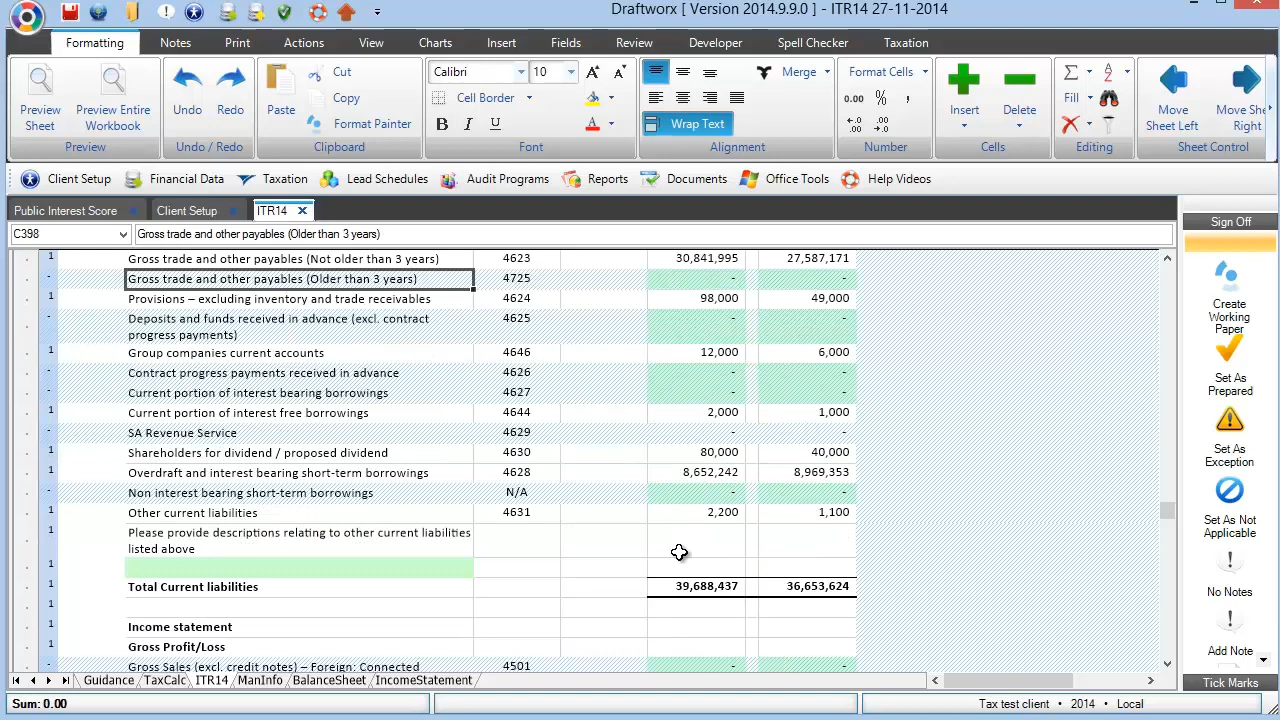 Draftworx [ Version 2014.9.9.0 ] - ITR14 27-11-2014
Formatting Notes Print Actions View Charts Insert Fields Review Developer Spell Checker Taxation
Preview Sheet
Preview Entire Workbook
Preview
Undo Redo
Undo / Redo
Paste
Cut
Copy
Format Painter
Clipboard
Calibri 10
Cell Border
B I U
Font
Merge
Wrap Text
Alignment
Format Cells
0.00 % ,
Number
Insert Delete
Cells
Fill
Editing
Move Sheet Left
Move She Right
Sheet Control
Client Setup Financial Data Taxation Lead Schedules Audit Programs Reports Documents Office Tools Help Videos
Public Interest Score Client Setup ITR14
C398 Gross trade and other payables (Older than 3 years)
1 Gross trade and other payables (Not older than 3 years) 4623 30,841,995 27,587,171
- Gross trade and other payables (Older than 3 years) 4725 - -
1 Provisions – excluding inventory and trade receivables 4624 98,000 49,000
- Deposits and funds received in advance (excl. contract 4625 - -
progress payments)
1 Group companies current accounts 4646 12,000 6,000
- Contract progress payments received in advance 4626 - -
- Current portion of interest bearing borrowings 4627 - -
1 Current portion of interest free borrowings 4644 2,000 1,000
- SA Revenue Service 4629 - -
1 Shareholders for dividend / proposed dividend 4630 80,000 40,000
1 Overdraft and interest bearing short-term borrowings 4628 8,652,242 8,969,353
- Non interest bearing short-term borrowings N/A - -
1 Other current liabilities 4631 2,200 1,100
1 Please provide descriptions relating to other current liabilities
listed above
1
1 Total Current liabilities 39,688,437 36,653,624
1
1 Income statement
1 Gross Profit/Loss
- Gross Sales (excl. credit notes) – Foreign: Connected 4501 - -
Guidance TaxCalc ITR14 ManInfo BalanceSheet IncomeStatement
Sign Off
Create Working Paper
Set As Prepared
Set As Exception
Set As Not Applicable
No Notes
Add Note
Tick Marks
Sum: 0.00
Tax test client • 2014 • Local